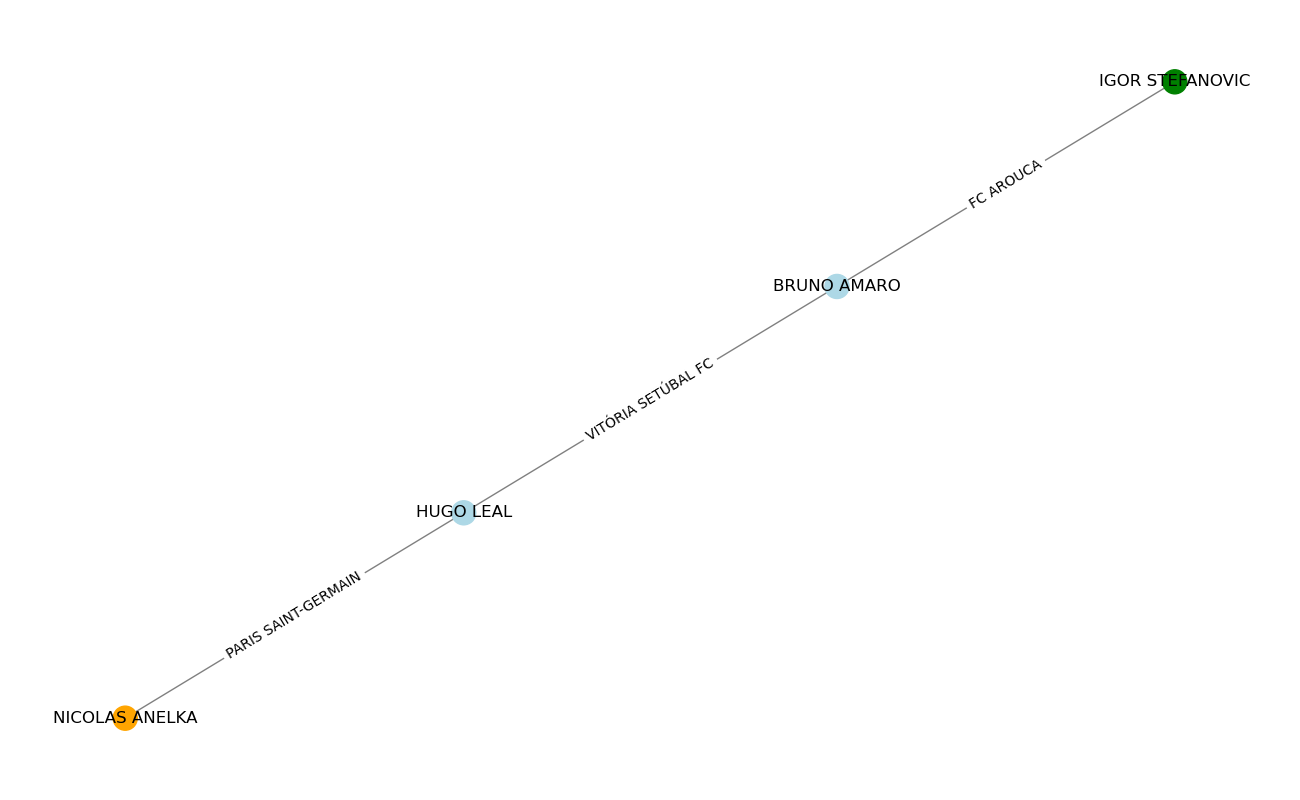 IGOR STEFANOVIC
FC AROUCA
BRUNO AMARO
VITÓRIA SETÚBAL FC
HUGO LEAL
PARIS SAINT-GERMAIN
NICOLAS ANELKA